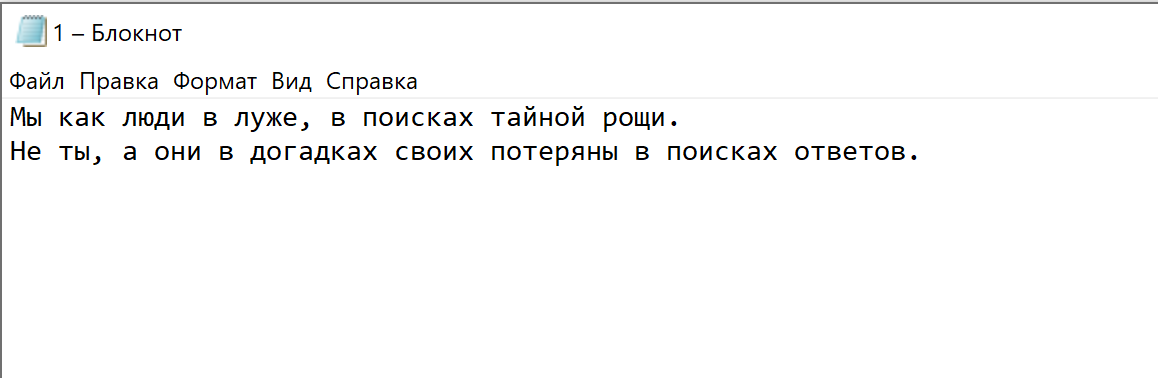 1 – Блокнот
Файл Правка Формат Вид Справка
Мы как люди в луже, в поисках тайной рощи.
Не ты, а они в догадках своих потеряны в поисках ответов.